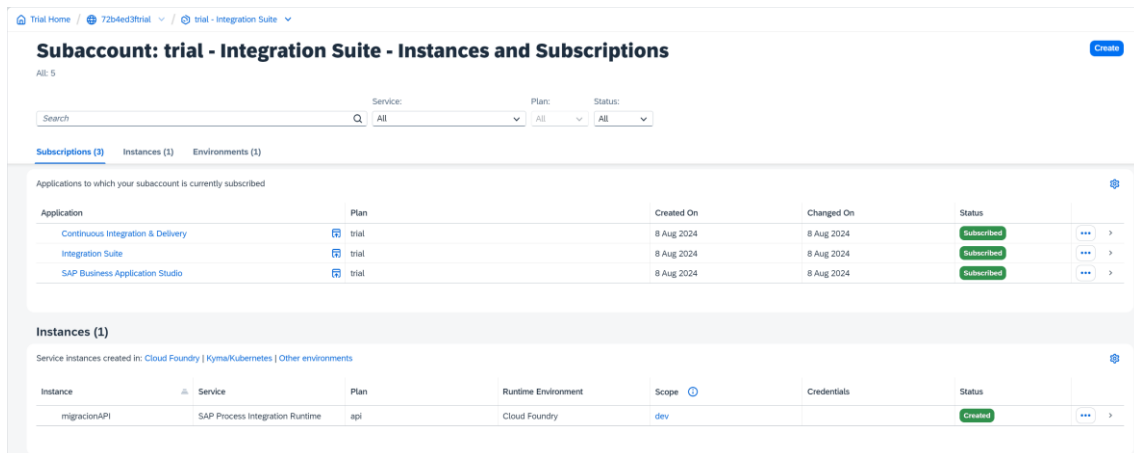 Trial Home / 72b4ed3ftrial / trial - Integration Suite
Subaccount: trial - Integration Suite - Instances and Subscriptions
Create
All: 5
Service: Plan: Status:
Search All All All
Subscriptions (3) Instances (1) Environments (1)
Applications to which your subaccount is currently subscribed
Application Plan Created On Changed On Status
Continuous Integration & Delivery trial 8 Aug 2024 8 Aug 2024 Subscribed
Integration Suite trial 8 Aug 2024 8 Aug 2024 Subscribed
SAP Business Application Studio trial 8 Aug 2024 8 Aug 2024 Subscribed
Instances (1)
Service instances created in: Cloud Foundry | Kyma/Kubernetes | Other environments
Instance Service Plan Runtime Environment Scope Credentials Status
migracionAPI SAP Process Integration Runtime api Cloud Foundry dev Created